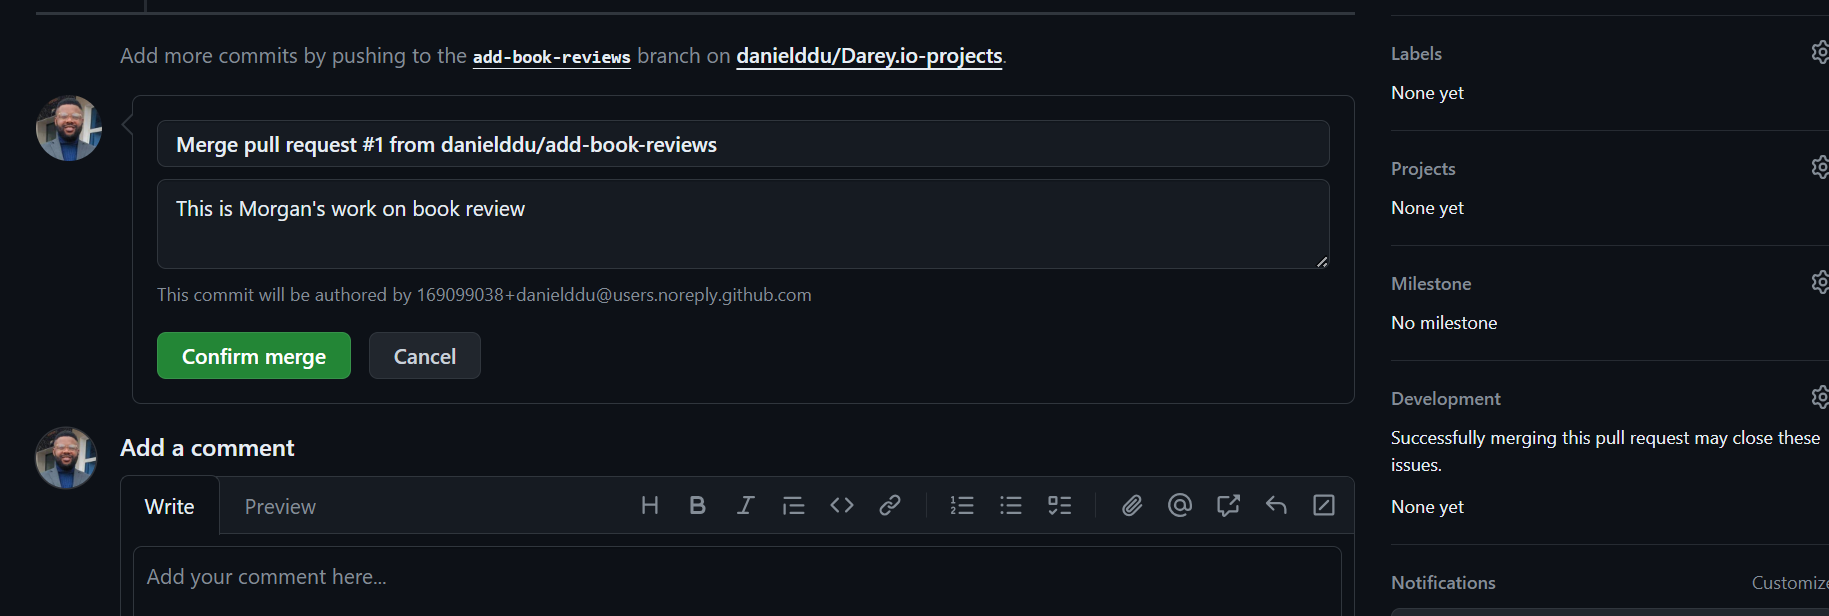 Add more commits by pushing to the add-book-reviews branch on danielddu/Darey.io-projects.
Merge pull request #1 from danielddu/add-book-reviews
This is Morgan's work on book review
This commit will be authored by 169099038+danielddu@users.noreply.github.com
Confirm merge
Cancel
Add a comment
Write
Preview
Add your comment here...
Labels
None yet
Projects
None yet
Milestone
No milestone
Development
Successfully merging this pull request may close these
issues.
None yet
Notifications
Customize